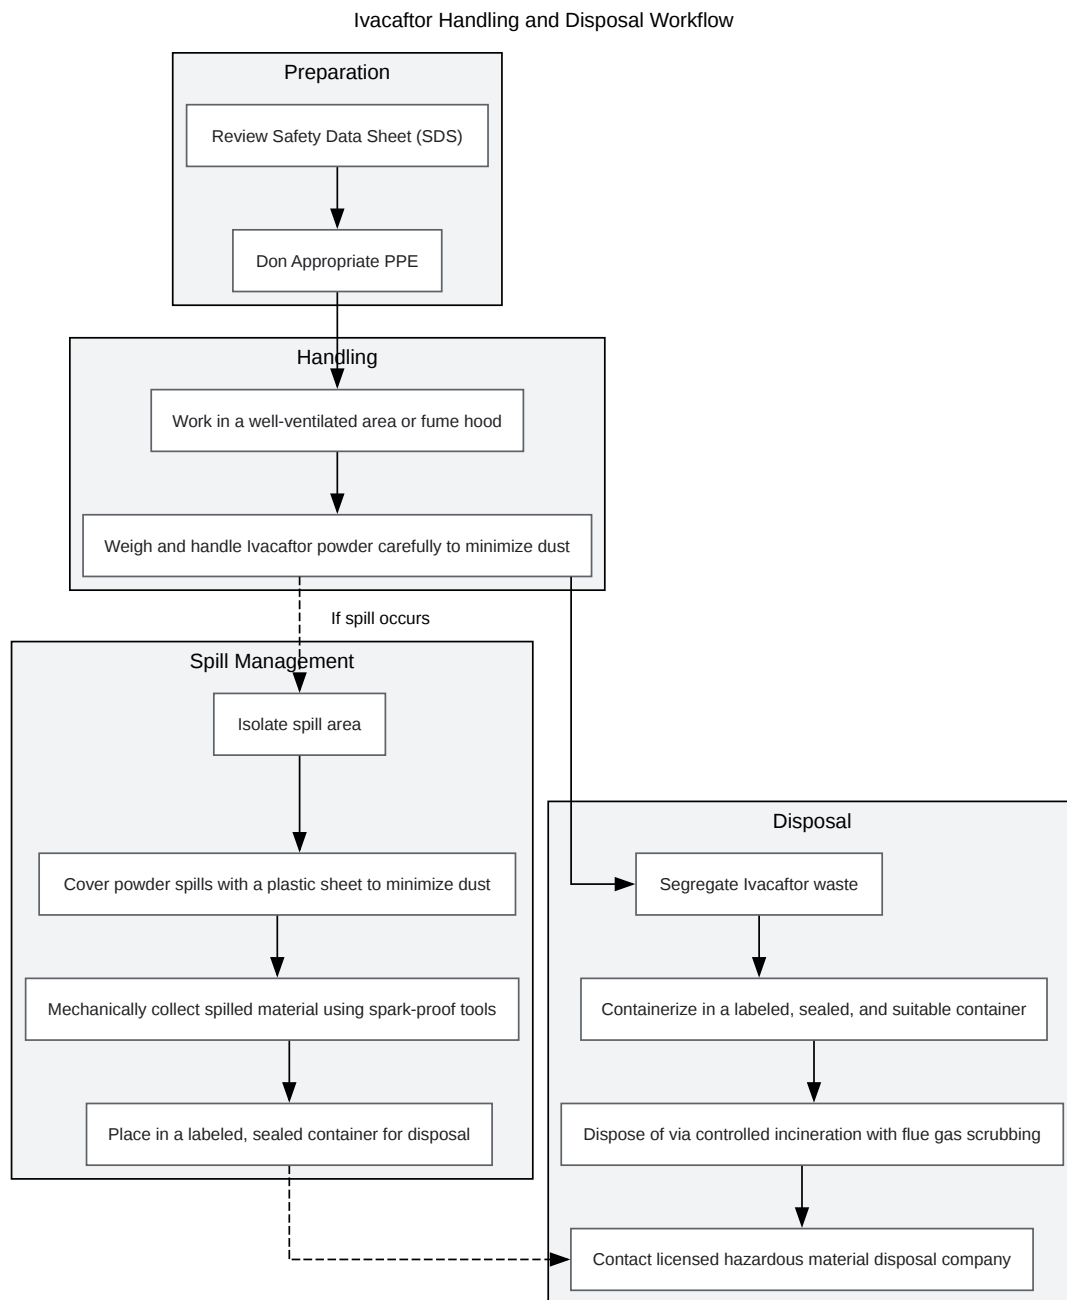 Ivacaftor Handling and Disposal Workflow
Preparation
Review Safety Data Sheet (SDS)
Don Appropriate PPE
Handling
Work in a well-ventilated area or fume hood
Weigh and handle Ivacaftor powder carefully to minimize dust
If spill occurs
Spill Management
Isolate spill area
Cover powder spills with a plastic sheet to minimize dust
Mechanically collect spilled material using spark-proof tools
Place in a labeled, sealed container for disposal
Disposal
Segregate Ivacaftor waste
Containerize in a labeled, sealed, and suitable container
Dispose of via controlled incineration with flue gas scrubbing
Contact licensed hazardous material disposal company